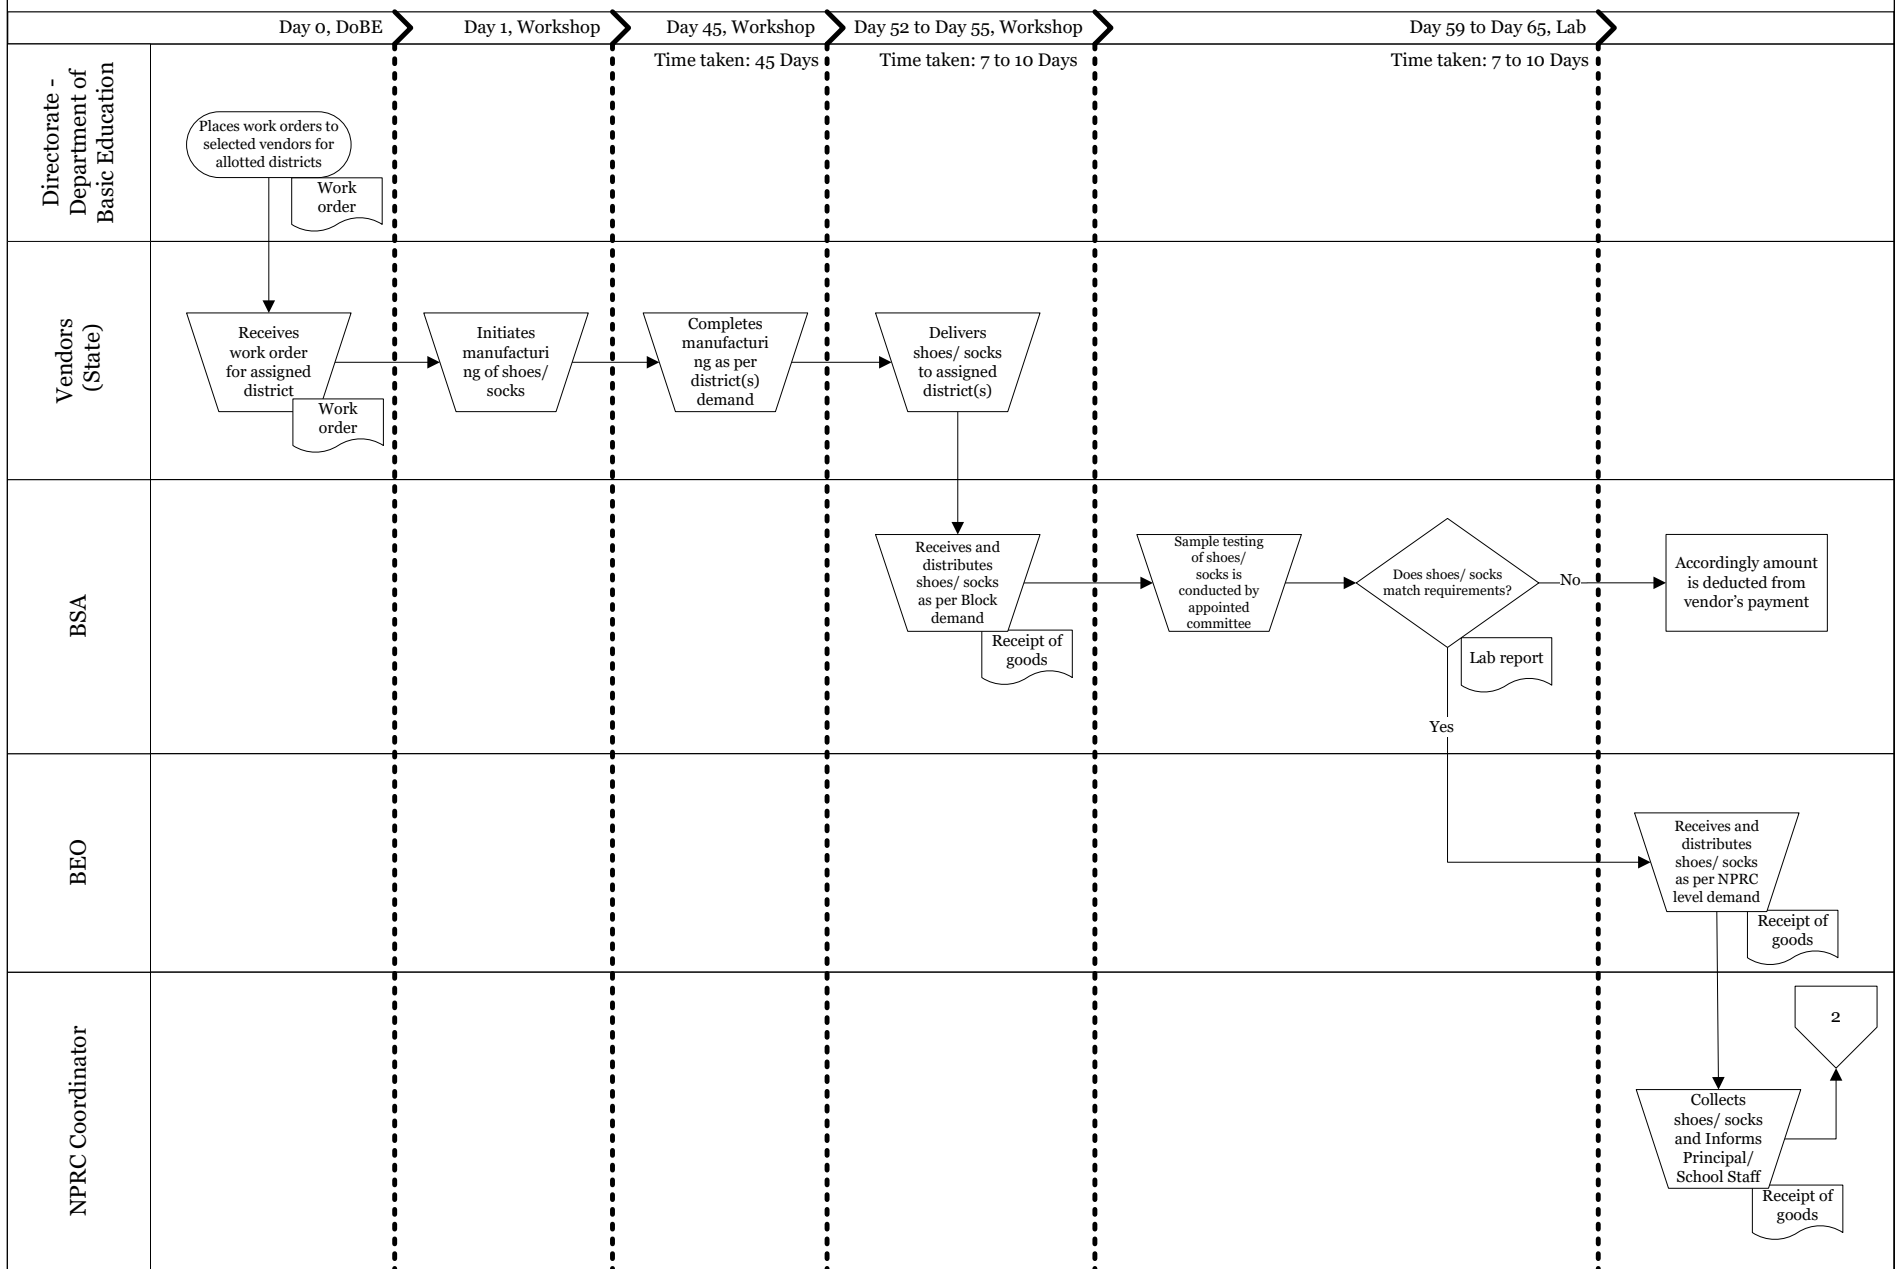 Day 0, DoBE
Day 1, Workshop
Day 45, Workshop
Day 52 to Day 55, Workshop
Day 59 to Day 65, Lab
Time taken: 45 Days
Time taken: 7 to 10 Days
Time taken: 7 to 10 Days
Directorate -
Department of
Basic Education
Places work orders to
selected vendors for
allotted districts
Work
order
Vendors
(State)
Receives
work order
for assigned
district
Work
order
Initiates
manufacturi
ng of shoes/
socks
Completes
manufacturi
ng as per
district(s)
demand
Delivers
shoes/ socks
to assigned
district(s)
BSA
Receives and
distributes
shoes/ socks
as per Block
demand
Receipt of
goods
Sample testing
of shoes/
socks is
conducted by
appointed
committee
Does shoes/ socks
match requirements?
Lab report
No
Yes
Accordingly amount
is deducted from
vendor’s payment
BEO
Receives and
distributes
shoes/ socks
as per NPRC
level demand
Receipt of
goods
NPRC Coordinator
2
Collects
shoes/ socks
and Informs
Principal/
School Staff
Receipt of
goods